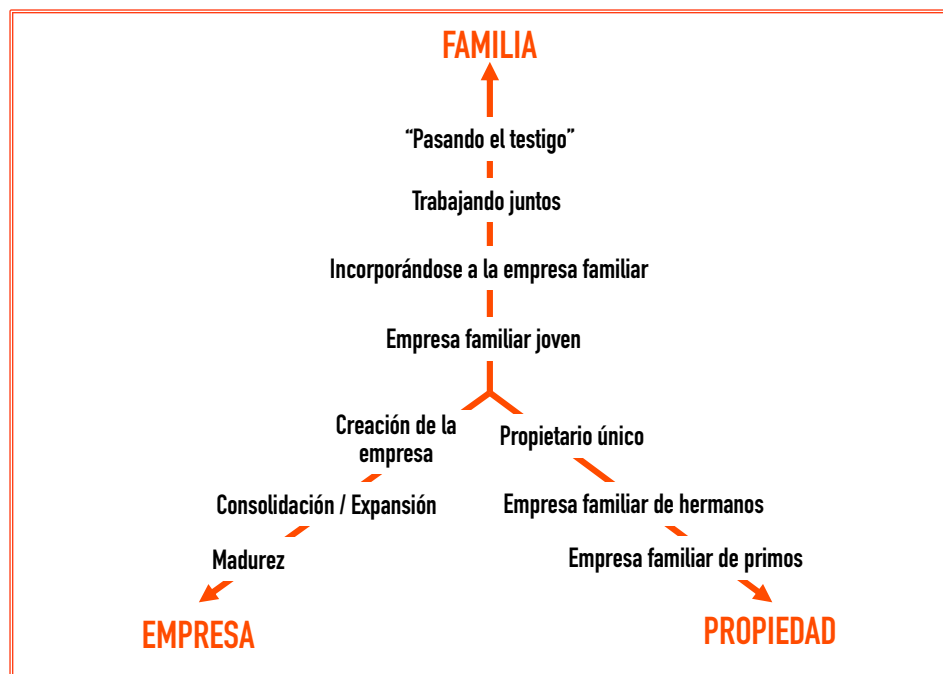 FAMILIA
“Pasando el testigo”
Trabajando juntos
Incorporándose a la empresa familiar
Empresa familiar joven
Creación de la
empresa
Propietario único
Consolidación / Expansión
Empresa familiar de hermanos
Madurez
Empresa familiar de primos
EMPRESA
PROPIEDAD